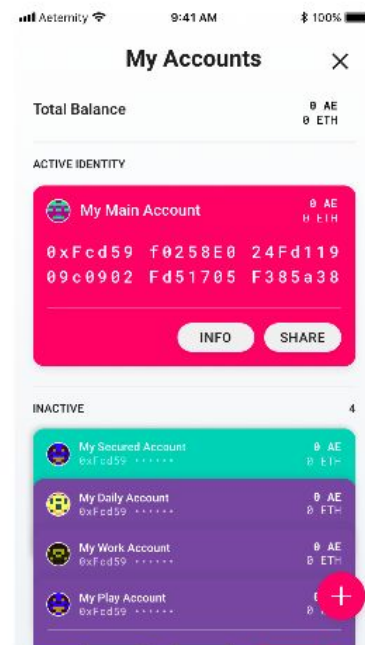 Aeternity 9:41 AM 100%
My Accounts
Total Balance 0 AE
0 ETH
ACTIVE IDENTITY
My Main Account 0 AE
0 ETH
0xFcd59 f0258E0 24Fd119
09c0902 Fd51705 F385a38
INFO SHARE
INACTIVE 4
My Secured Account 0 AE
0xFcd59 •••••• 0 ETH
My Daily Account 0 AE
0xFcd59 •••••• 0 ETH
My Work Account 0 AE
0xFcd59 •••••• 0 ETH
My Play Account
0xFcd59 •••••• 0